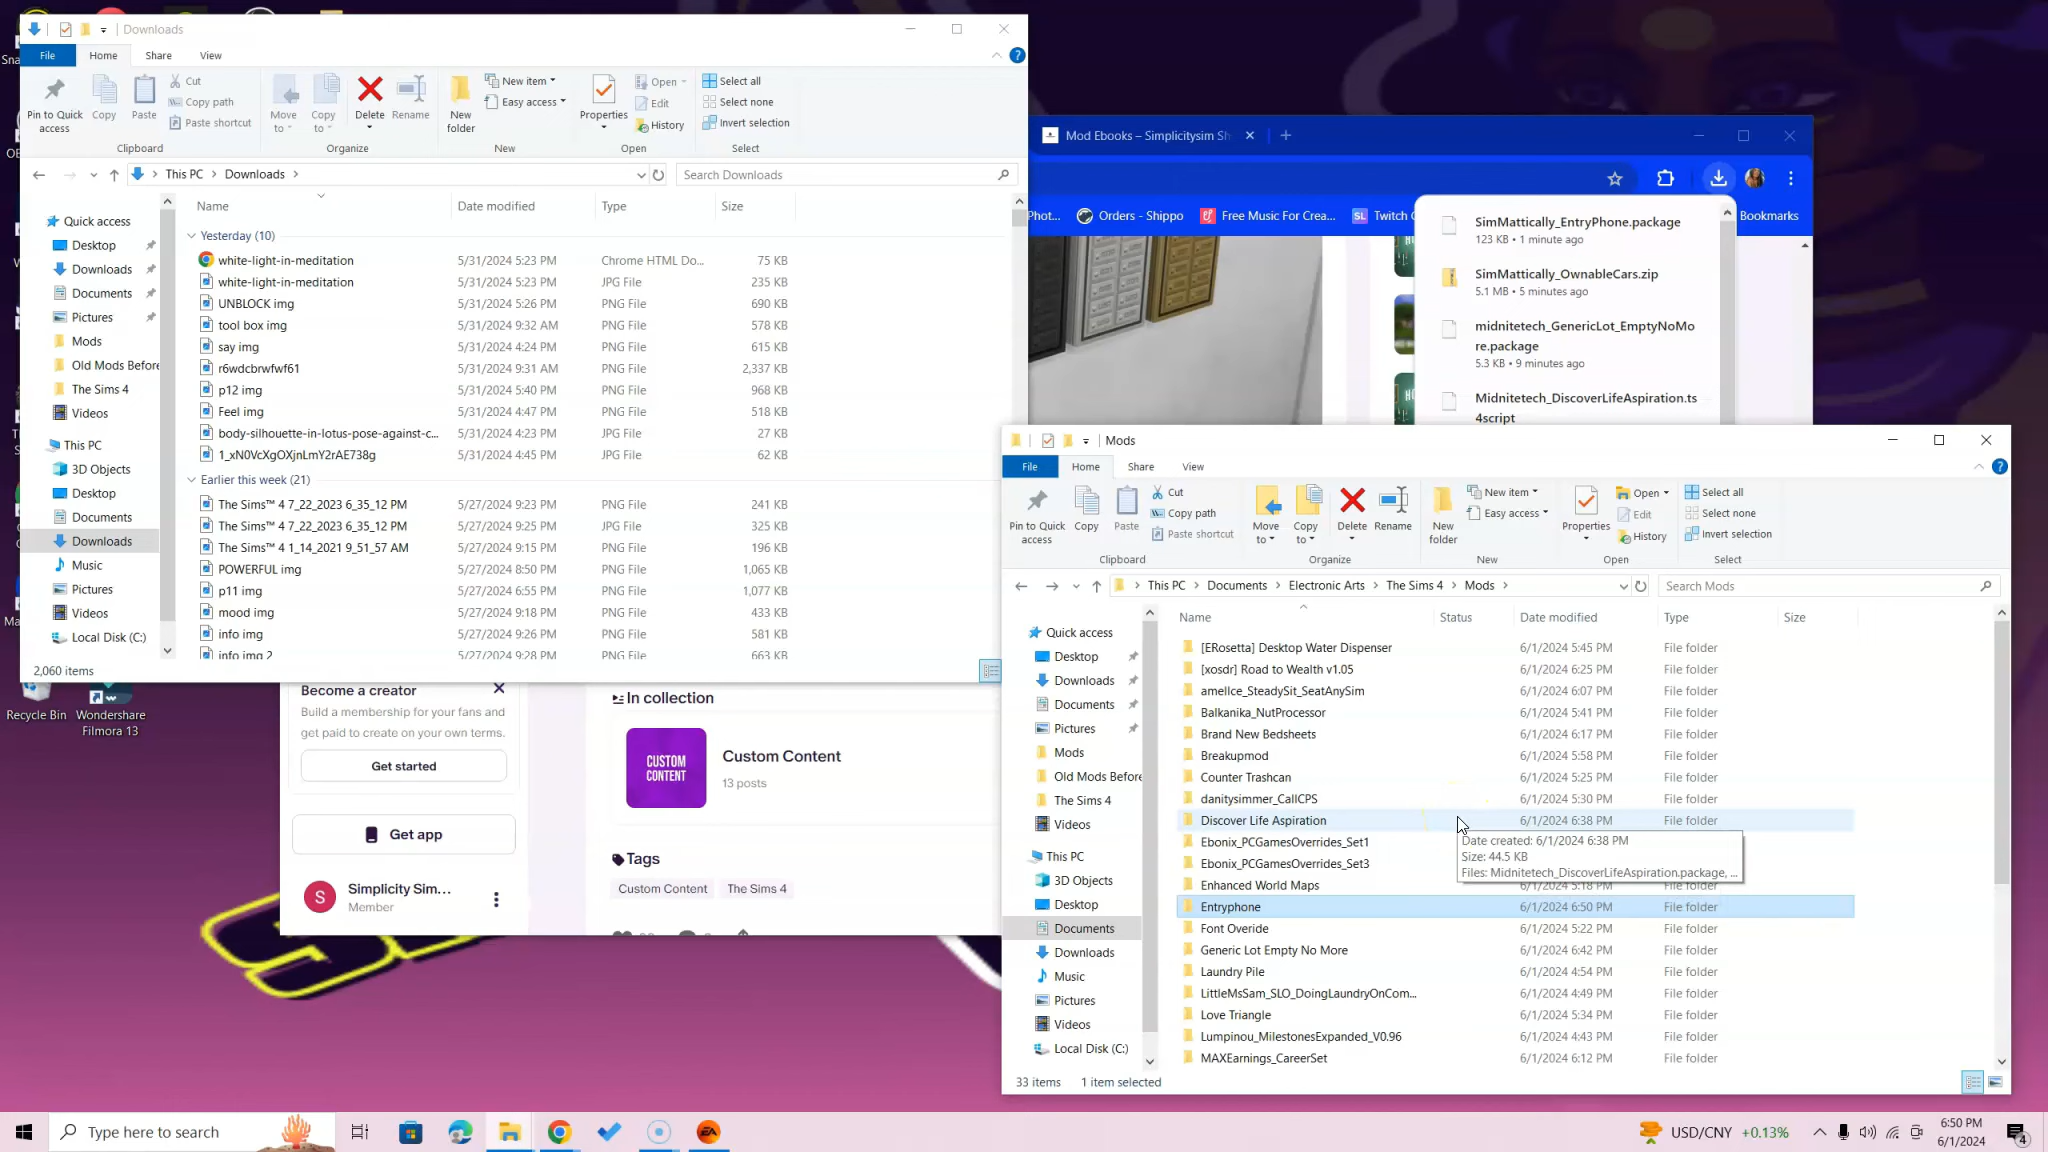 Downloads
File Home Share View
Pin to Quick access
Copy
Paste
Cut
Copy path
Paste shortcut
Clipboard
Move to
Copy to
Delete
Rename
Organize
New folder
New item
Easy access
New
Properties
Open
Edit
History
Open
Select all
Select none
Invert selection
Select
This PC Downloads
Search Downloads
Name Date modified Type Size
Quick access
Desktop
Downloads
Documents
Pictures
Mods
Old Mods Before
The Sims 4
Videos
This PC
3D Objects
Desktop
Documents
Downloads
Music
Pictures
Videos
Local Disk (C:)
Yesterday (10)
white-light-in-meditation 5/31/2024 5:23 PM Chrome HTML Do... 75 KB
white-light-in-meditation 5/31/2024 5:23 PM JPG File 235 KB
UNBLOCK img 5/31/2024 5:26 PM PNG File 690 KB
tool box img 5/31/2024 9:32 AM PNG File 578 KB
say img 5/31/2024 4:24 PM PNG File 615 KB
r6wdcbrwfwf61 5/31/2024 9:31 AM PNG File 2,337 KB
p12 img 5/31/2024 5:40 PM PNG File 968 KB
Feel img 5/31/2024 4:47 PM PNG File 518 KB
body-silhouette-in-lotus-pose-against-c... 5/31/2024 4:23 PM JPG File 27 KB
1_xN0VcXgOXjnLmY2rAE738g 5/31/2024 4:45 PM JPG File 62 KB
Earlier this week (21)
The Sims™ 4 7_22_2023 6_35_12 PM 5/27/2024 9:23 PM PNG File 241 KB
The Sims™ 4 7_22_2023 6_35_12 PM 5/27/2024 9:25 PM JPG File 325 KB
The Sims™ 4 1_14_2021 9_51_57 AM 5/27/2024 9:15 PM PNG File 196 KB
POWERFUL img 5/27/2024 8:50 PM PNG File 1,065 KB
p11 img 5/27/2024 6:55 PM PNG File 1,077 KB
mood img 5/27/2024 9:18 PM PNG File 433 KB
info img 5/27/2024 9:26 PM PNG File 581 KB
info img 2 5/27/2024 9:28 PM PNG File 663 KB
2,060 items
Mod Ebooks – Simplicitysim Sh
Phot... Orders - Shippo Free Music For Crea... Twitch Bookmarks
SimMattically_EntryPhone.package
123 KB • 1 minute ago
SimMattically_OwnableCars.zip
5.1 MB • 5 minutes ago
midnitetech_GenericLot_EmptyNoMo
re.package
5.3 KB • 9 minutes ago
Midnitetech_DiscoverLifeAspiration.ts
4script
Mods
File Home Share View
Pin to Quick access
Copy
Paste
Cut
Copy path
Paste shortcut
Clipboard
Move to
Copy to
Delete
Rename
Organize
New folder
New item
Easy access
New
Properties
Open
Edit
History
Open
Select all
Select none
Invert selection
Select
This PC Documents Electronic Arts The Sims 4 Mods
Search Mods
Name Status Date modified Type Size
Quick access
Desktop
Downloads
Documents
Pictures
Mods
Old Mods Before
The Sims 4
Videos
This PC
3D Objects
Desktop
Documents
Downloads
Music
Pictures
Videos
Local Disk (C:)
[ERosetta] Desktop Water Dispenser 6/1/2024 5:45 PM File folder
[xosdr] Road to Wealth v1.05 6/1/2024 6:25 PM File folder
amelIce_SteadySit_SeatAnySim 6/1/2024 6:07 PM File folder
Balkanika_NutProcessor 6/1/2024 5:41 PM File folder
Brand New Bedsheets 6/1/2024 6:17 PM File folder
Breakupmod 6/1/2024 5:58 PM File folder
Counter Trashcan 6/1/2024 5:25 PM File folder
danitysimmer_CallCPS 6/1/2024 5:30 PM File folder
Discover Life Aspiration 6/1/2024 6:38 PM File folder
Ebonix_PCGamesOverrides_Set1
Ebonix_PCGamesOverrides_Set3
Date created: 6/1/2024 6:38 PM
Size: 44.5 KB
Files: Midnitetech_DiscoverLifeAspiration.package, ...
Enhanced World Maps 6/1/2024 5:18 PM File folder
Entryphone 6/1/2024 6:50 PM File folder
Font Overide 6/1/2024 5:22 PM File folder
Generic Lot Empty No More 6/1/2024 6:42 PM File folder
Laundry Pile 6/1/2024 4:54 PM File folder
LittleMsSam_SLO_DoingLaundryOnCom... 6/1/2024 4:49 PM File folder
Love Triangle 6/1/2024 5:34 PM File folder
Lumpinou_MilestonesExpanded_V0.96 6/1/2024 4:43 PM File folder
MAXEarnings_CareerSet 6/1/2024 6:12 PM File folder
33 items 1 item selected
Recycle Bin
Wondershare
Filmora 13
Become a creator
Build a membership for your fans and
get paid to create on your own terms.
Get started
Get app
S
Simplicity Sim...
Member
In collection
CUSTOM
CONTENT
Custom Content
13 posts
Tags
Custom Content The Sims 4
Type here to search
USD/CNY +0.13%
6:50 PM
6/1/2024
4